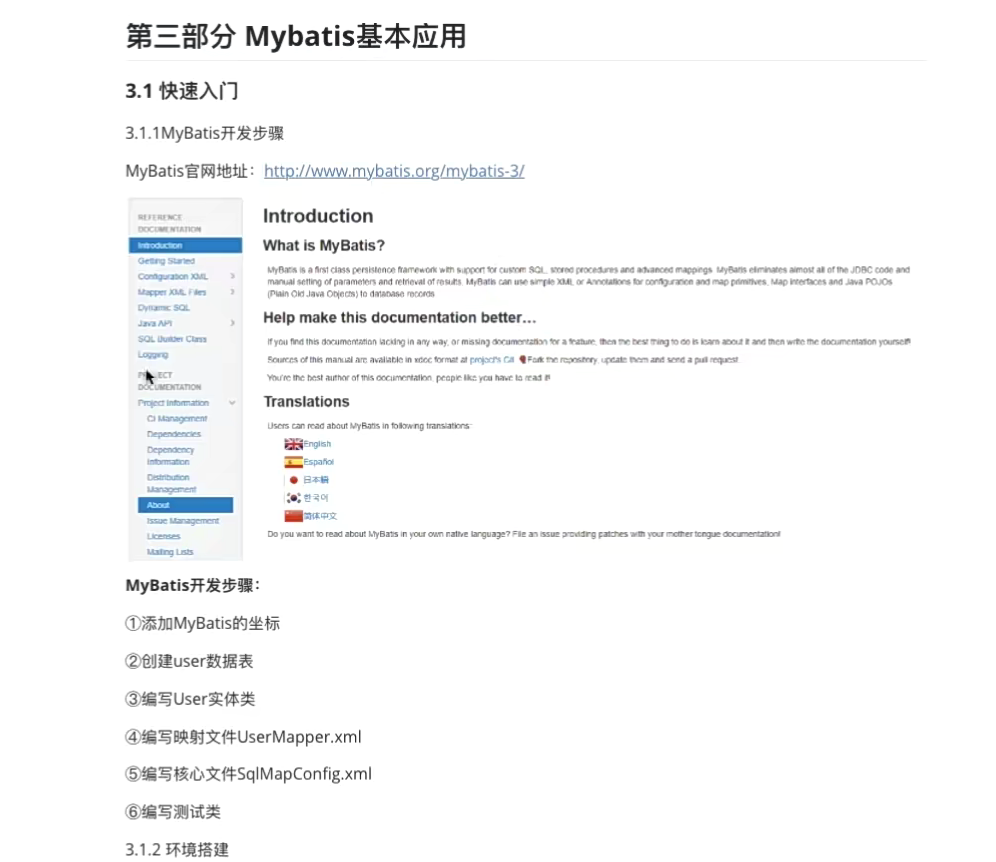 第三部分 Mybatis基本应用
3.1 快速入门
3.1.1MyBatis开发步骤
MyBatis官网地址：http://www.mybatis.org/mybatis-3/
REFERENCE
DOCUMENTATION
Introduction
Getting Started
Configuration XML
Mapper XML Files
Dynamic SQL
Java API
SQL Builder Class
Logging
PROJECT
DOCUMENTATION
Project Information
CI Management
Dependencies
Dependency
Information
Distribution
Management
About
Issue Management
Licenses
Mailing Lists
Introduction
What is MyBatis?
MyBatis is a first class persistence framework with support for custom SQL, stored procedures and advanced mappings. MyBatis eliminates almost all of the JDBC code and
manual setting of parameters and retrieval of results. MyBatis can use simple XML or Annotations for configuration and map primitives, Map interfaces and Java POJOs
(Plain Old Java Objects) to database records.
Help make this documentation better…
If you find this documentation lacking in any way, or missing documentation for a feature, then the best thing to do is learn about it and then write the documentation yourself!
Sources of this manual are available in xdoc format at project's Git Fork the repository, update them and send a pull request.
You're the best author of this documentation, people like you have to read it!
Translations
Users can read about MyBatis in following translations:
English
Español
日本語
한국어
简体中文
Do you want to read about MyBatis in your own native language? File an issue providing patches with your mother tongue documentation!
MyBatis开发步骤：
①添加MyBatis的坐标
②创建user数据表
③编写User实体类
④编写映射文件UserMapper.xml
⑤编写核心文件SqlMapConfig.xml
⑥编写测试类
3.1.2 环境搭建